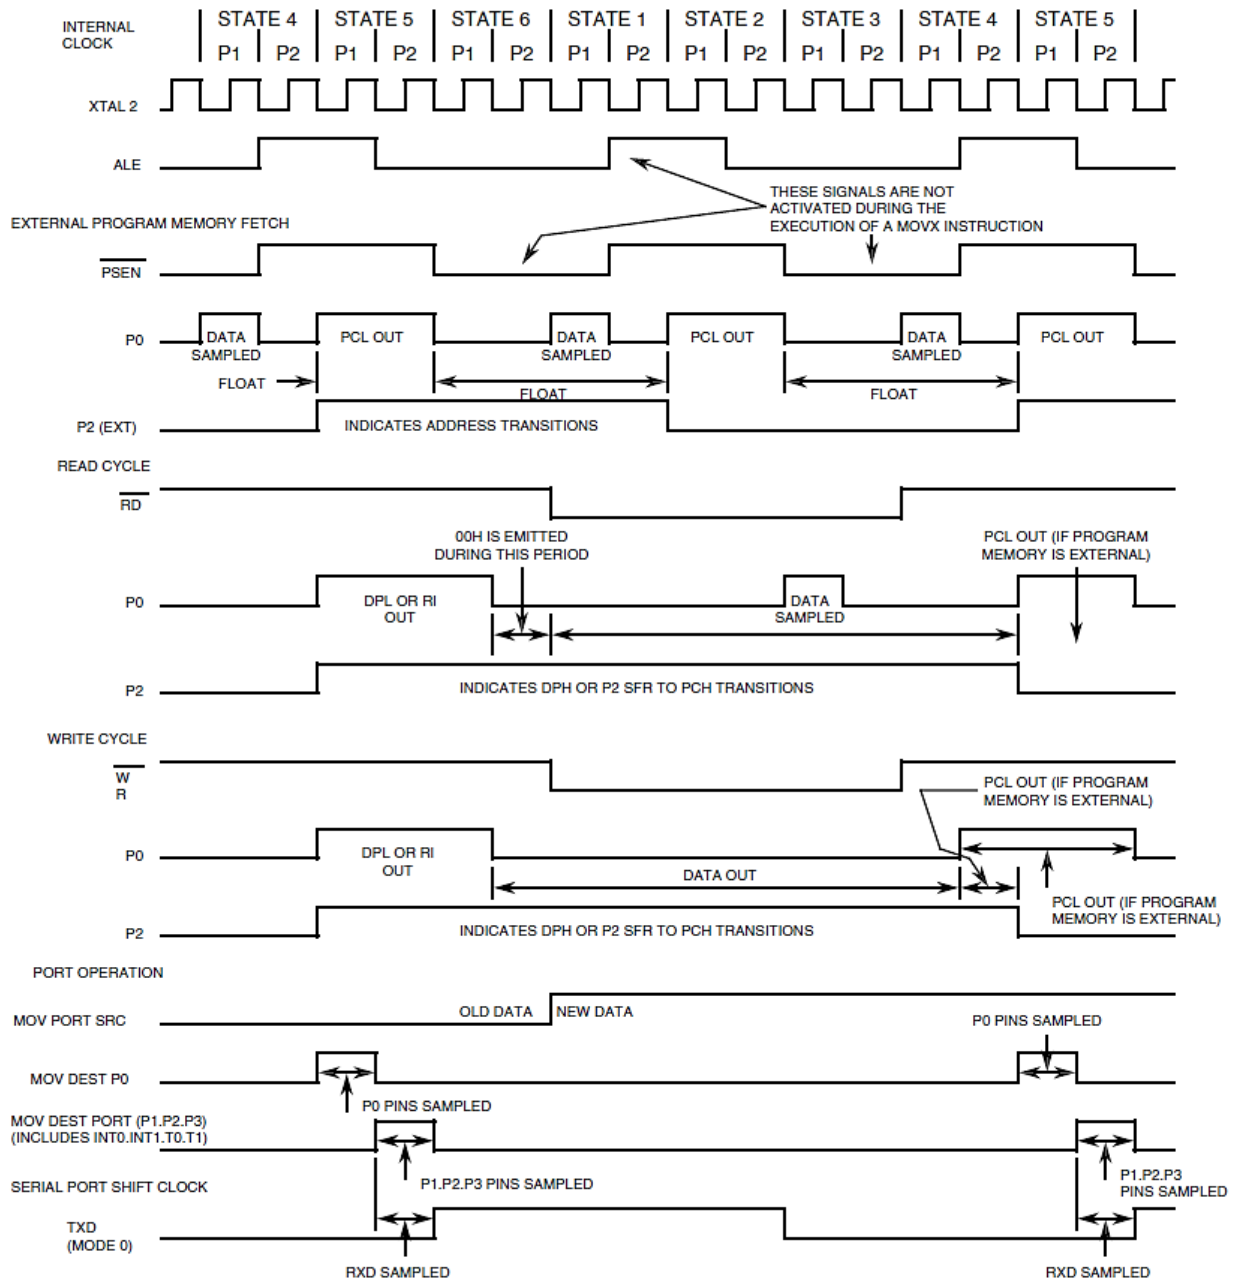 INTERNAL
CLOCK
STATE 4 STATE 5 STATE 6 STATE 1 STATE 2 STATE 3 STATE 4 STATE 5
P1 P2 P1 P2 P1 P2 P1 P2 P1 P2 P1 P2 P1 P2 P1 P2
XTAL 2
ALE
THESE SIGNALS ARE NOT
ACTIVATED DURING THE
EXECUTION OF A MOVX INSTRUCTION
EXTERNAL PROGRAM MEMORY FETCH
PSEN
P0
DATA
SAMPLED
PCL OUT
DATA
SAMPLED
PCL OUT
DATA
SAMPLED
PCL OUT
FLOAT
FLOAT
FLOAT
P2 (EXT)
INDICATES ADDRESS TRANSITIONS
READ CYCLE
RD
00H IS EMITTED
DURING THIS PERIOD
PCL OUT (IF PROGRAM
MEMORY IS EXTERNAL)
P0
DPL OR RI
OUT
DATA
SAMPLED
P2
INDICATES DPH OR P2 SFR TO PCH TRANSITIONS
WRITE CYCLE
W
R
PCL OUT (IF PROGRAM
MEMORY IS EXTERNAL)
P0
DPL OR RI
OUT
DATA OUT
PCL OUT (IF PROGRAM
MEMORY IS EXTERNAL)
P2
INDICATES DPH OR P2 SFR TO PCH TRANSITIONS
PORT OPERATION
MOV PORT SRC
OLD DATA
NEW DATA
P0 PINS SAMPLED
MOV DEST P0
P0 PINS SAMPLED
MOV DEST PORT (P1.P2.P3)
(INCLUDES INT0.INT1.T0.T1)
P1.P2.P3 PINS SAMPLED
P1.P2.P3
PINS SAMPLED
SERIAL PORT SHIFT CLOCK
TXD
(MODE 0)
RXD SAMPLED
RXD SAMPLED